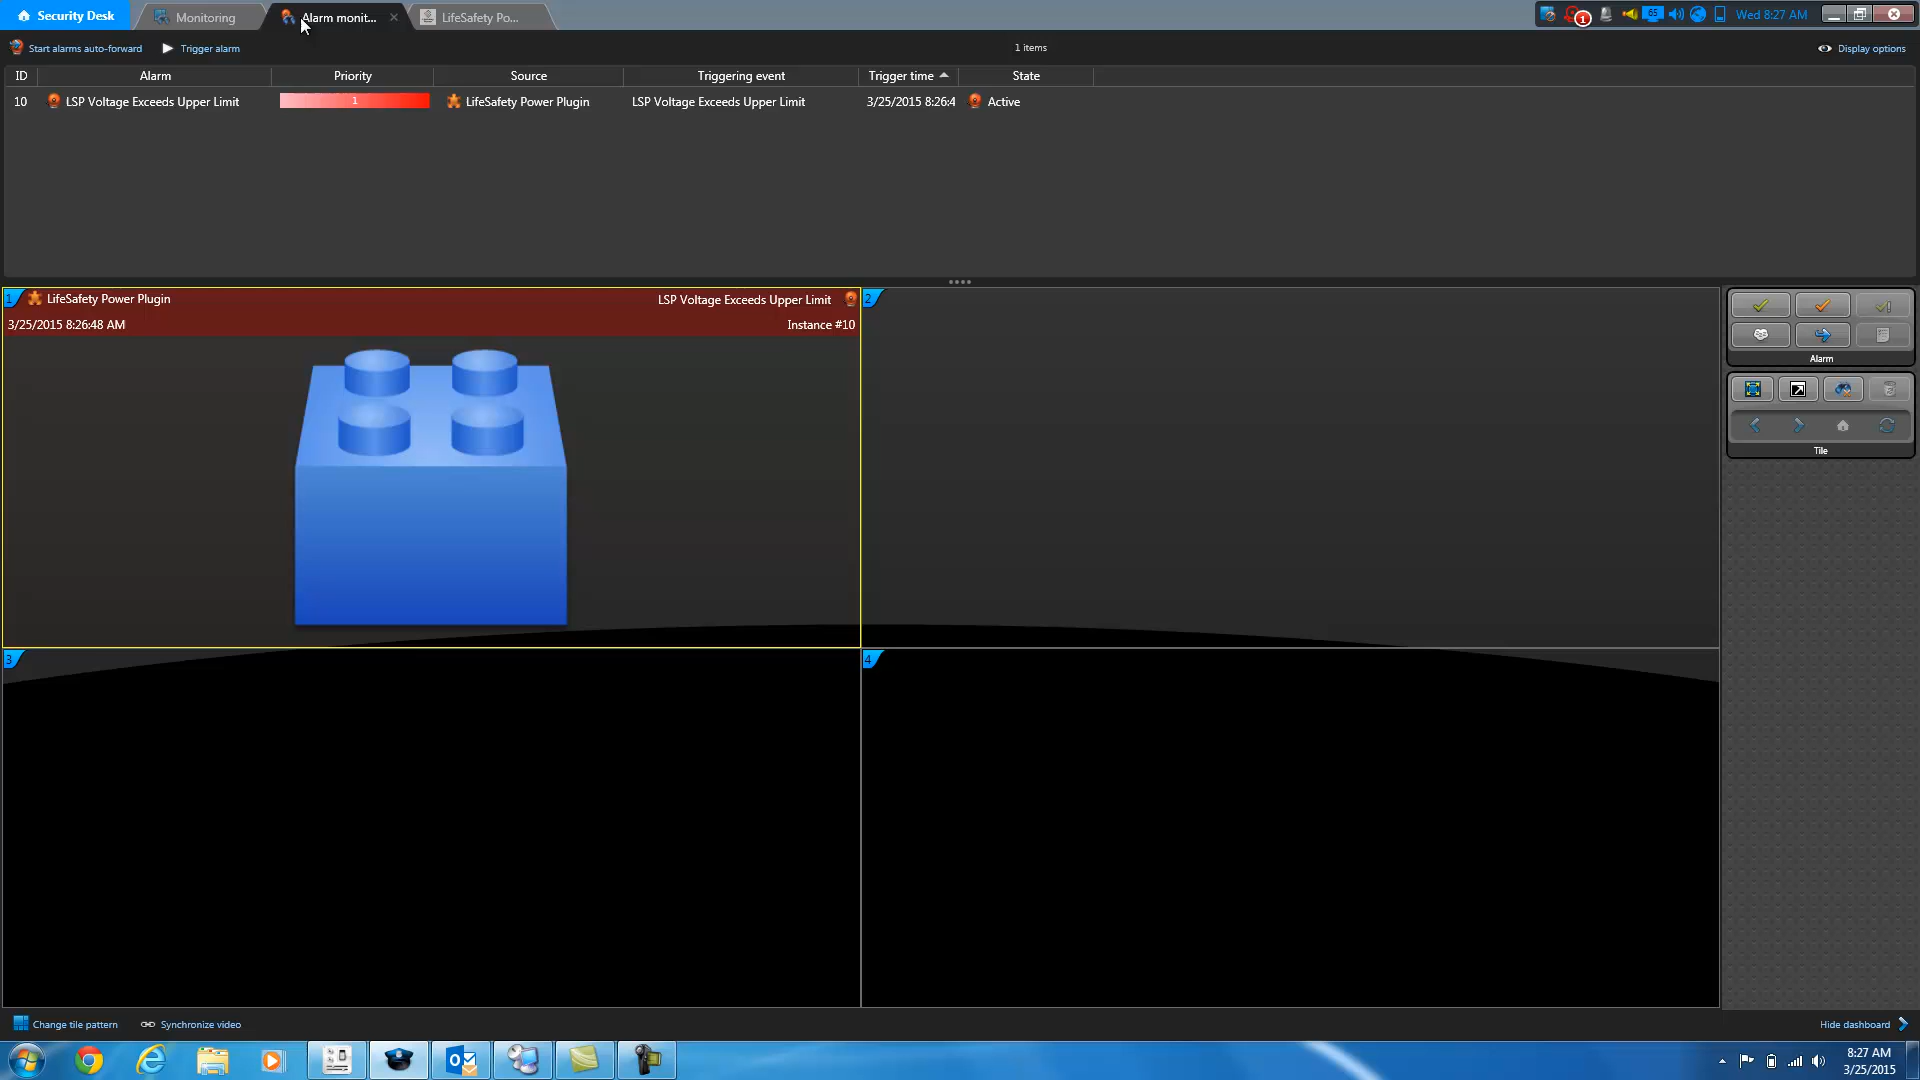 Security Desk
Monitoring
Alarm monit...
LifeSafety Po...
1
65
Wed 8:27 AM
Start alarms auto-forward
Trigger alarm
1 items
Display options
ID Alarm Priority Source Triggering event Trigger time State
10 LSP Voltage Exceeds Upper Limit 1 LifeSafety Power Plugin LSP Voltage Exceeds Upper Limit 3/25/2015 8:26:4 Active
1 LifeSafety Power Plugin LSP Voltage Exceeds Upper Limit
3/25/2015 8:26:48 AM Instance #10
2
Alarm
Tile
3
4
Change tile pattern
Synchronize video
Hide dashboard
8:27 AM
3/25/2015